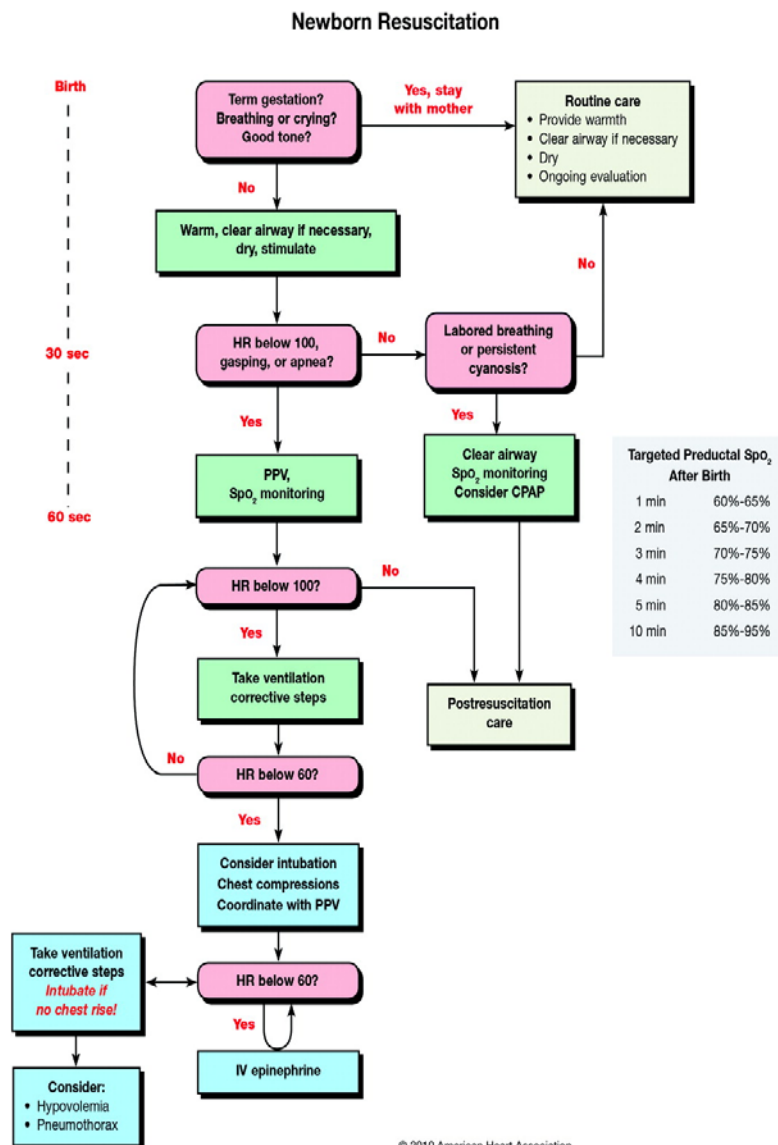 Newborn Resuscitation
Birth
Term gestation?
Breathing or crying?
Good tone?
Yes, stay
with mother
Routine care
• Provide warmth
• Clear airway if necessary
• Dry
• Ongoing evaluation
No
Warm, clear airway if necessary,
dry, stimulate
No
30 sec
HR below 100,
gasping, or apnea?
No
Labored breathing
or persistent
cyanosis?
Yes
Yes
60 sec
PPV,
SpO₂ monitoring
Clear airway
SpO₂ monitoring
Consider CPAP
Targeted Preductal SpO₂
After Birth
1 min 60%-65%
2 min 65%-70%
3 min 70%-75%
4 min 75%-80%
5 min 80%-85%
10 min 85%-95%
HR below 100?
No
Yes
Take ventilation
corrective steps
Postresuscitation
care
No
HR below 60?
Yes
Consider intubation
Chest compressions
Coordinate with PPV
Take ventilation
corrective steps
Intubate if
no chest rise!
HR below 60?
Yes
IV epinephrine
Consider:
• Hypovolemia
• Pneumothorax
© 2010 American Heart Association